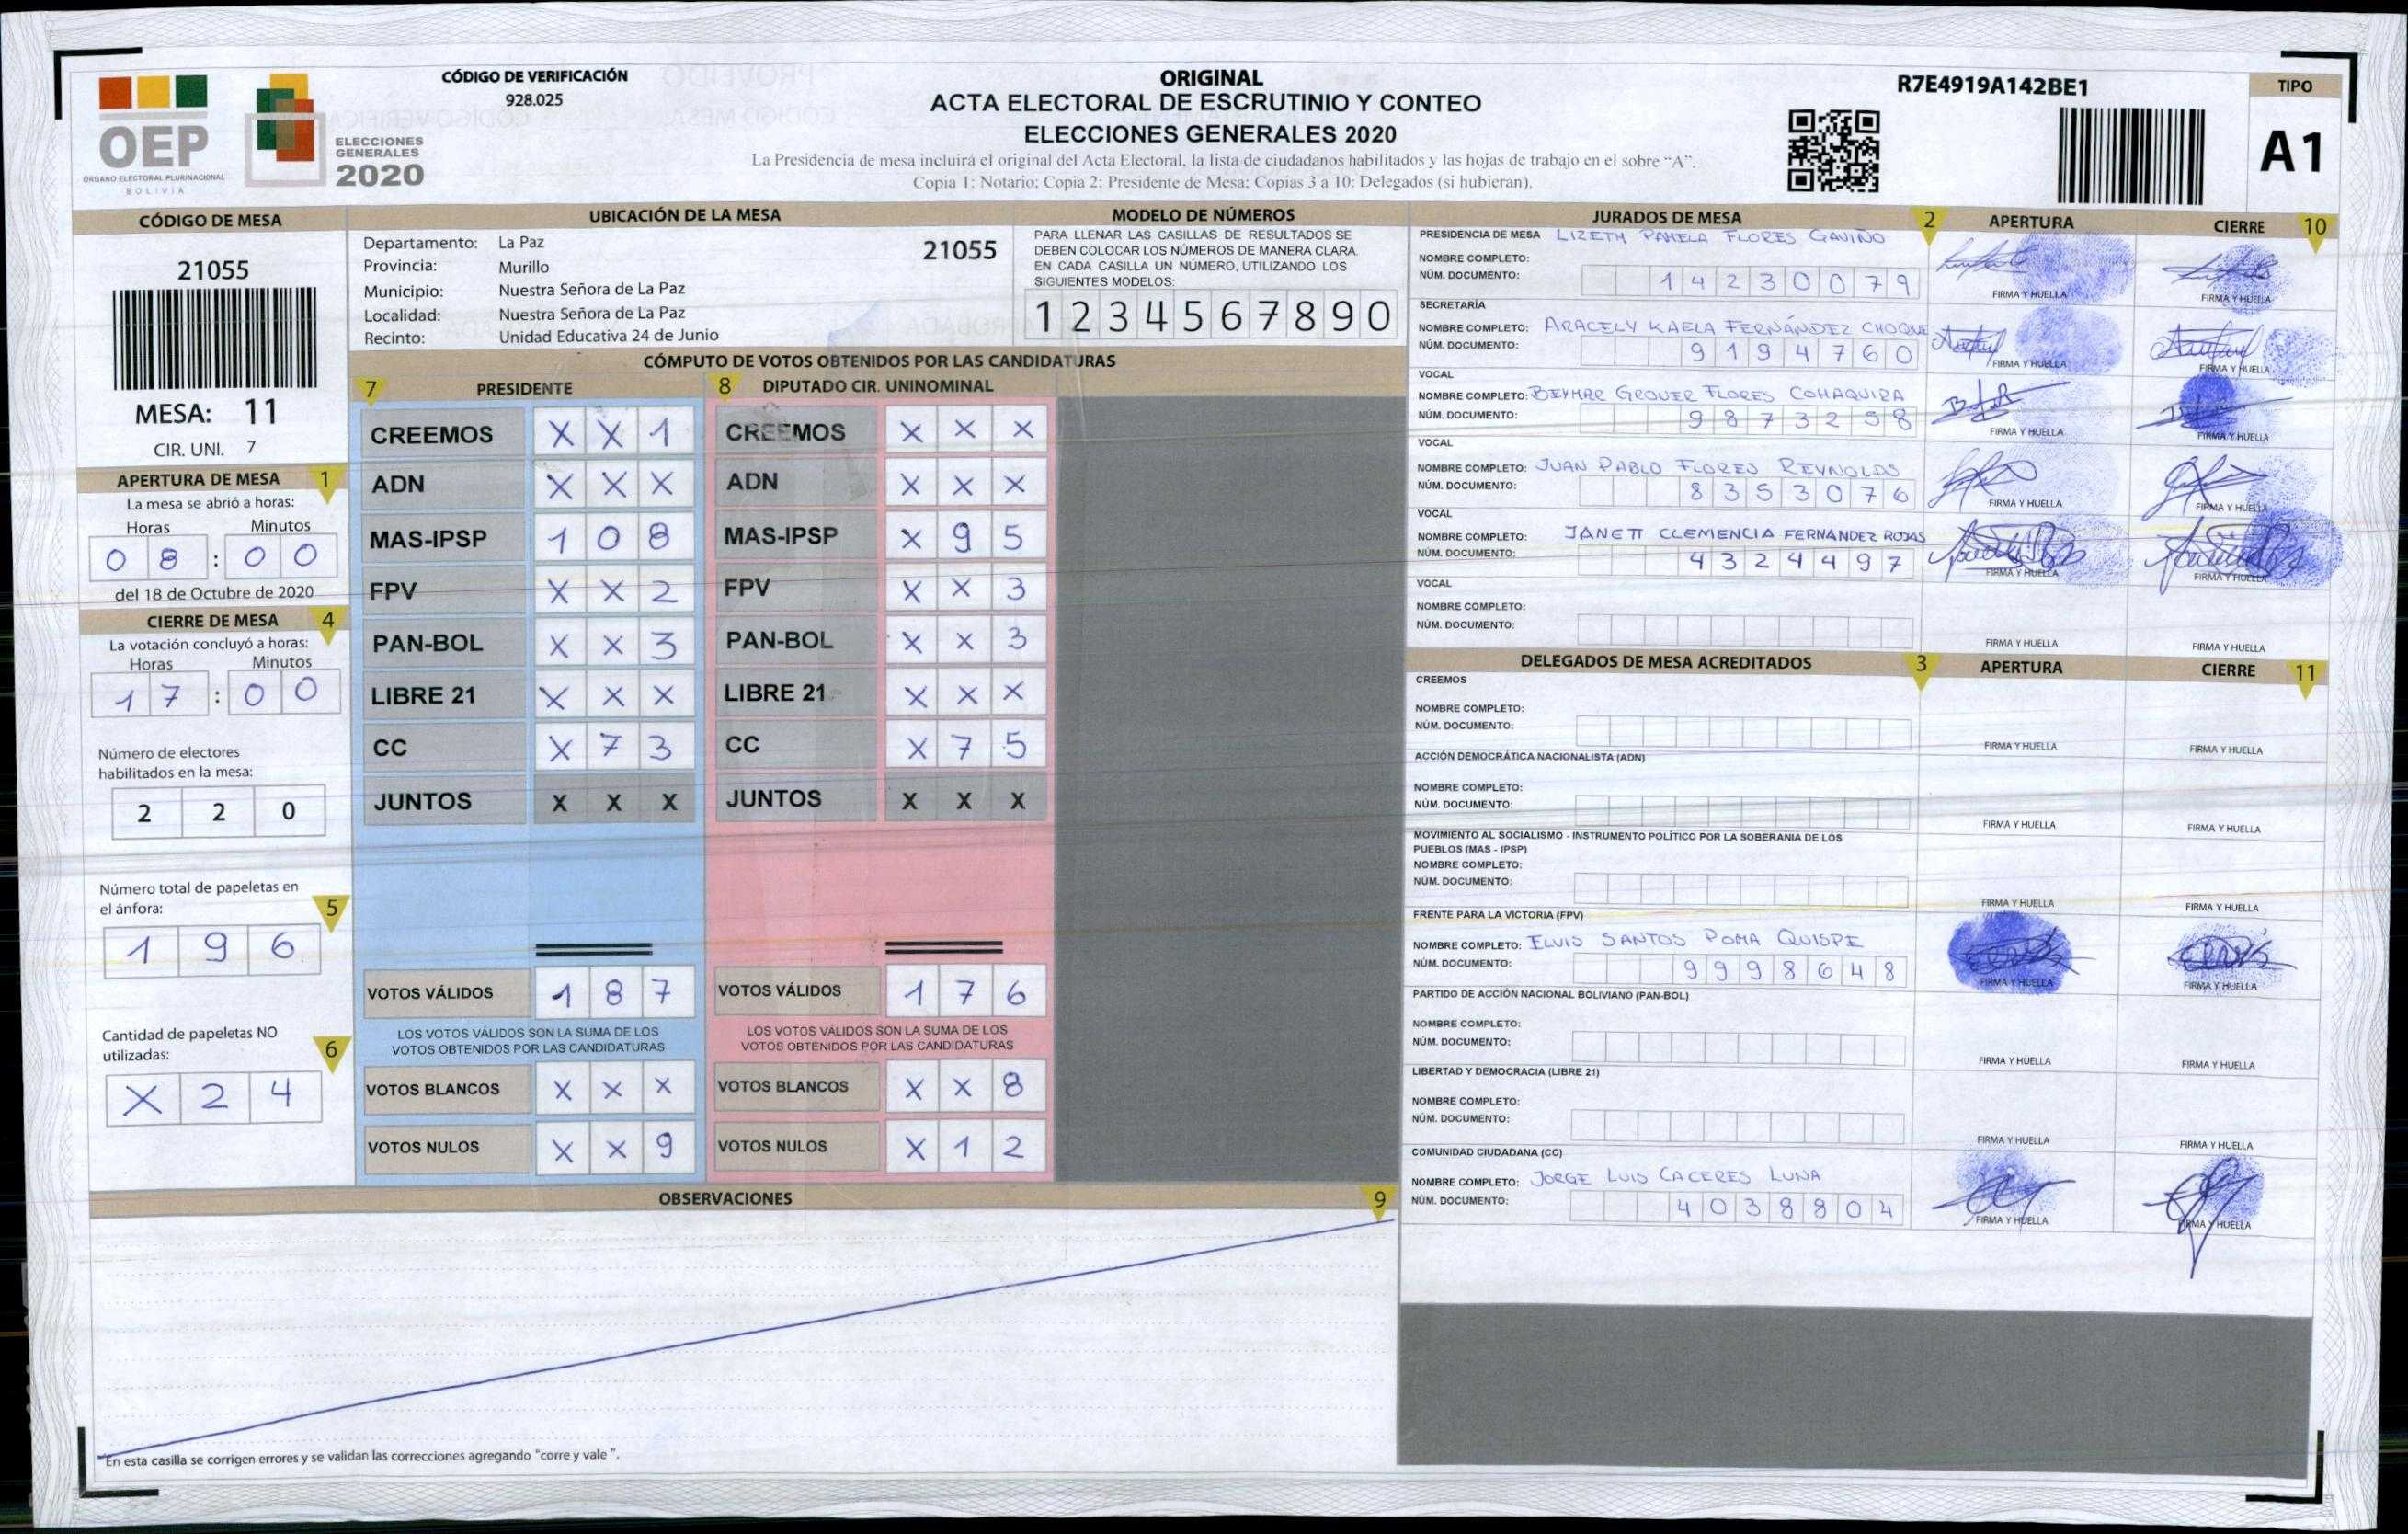 CÓDIGO DE VERIFICACIÓN
928.025
ORIGINAL
ACTA ELECTORAL DE ESCRUTINIO Y CONTEO
ELECCIONES GENERALES 2020
La Presidencia de mesa incluirá el original del Acta Electoral, la lista de ciudadanos habilitados y las hojas de trabajo en el sobre "A".
Copia 1: Notario; Copia 2: Presidente de Mesa; Copias 3 a 10: Delegados (si hubieran).
R7E4919A142BE1
TIPO
A1
OEP
ÓRGANO ELECTORAL PLURINACIONAL
BOLIVIA
ELECCIONES
GENERALES
2020
CÓDIGO DE MESA
21055
MESA: 11
CIR. UNI. 7
APERTURA DE MESA 1
La mesa se abrió a horas:
Horas Minutos
0 8 : 0 0
del 18 de Octubre de 2020
CIERRE DE MESA 4
La votación concluyó a horas:
Horas Minutos
1 7 : 0 0
Número de electores
habilitados en la mesa:
2 2 0
Número total de papeletas en
el ánfora: 5
1 9 6
Cantidad de papeletas NO
utilizadas: 6
X 2 4
UBICACIÓN DE LA MESA
Departamento: La Paz 21055
Provincia: Murillo
Municipio: Nuestra Señora de La Paz
Localidad: Nuestra Señora de La Paz
Recinto: Unidad Educativa 24 de Junio
MODELO DE NÚMEROS
PARA LLENAR LAS CASILLAS DE RESULTADOS SE
DEBEN COLOCAR LOS NÚMEROS DE MANERA CLARA.
EN CADA CASILLA UN NÚMERO, UTILIZANDO LOS
SIGUIENTES MODELOS:
1 2 3 4 5 6 7 8 9 0
CÓMPUTO DE VOTOS OBTENIDOS POR LAS CANDIDATURAS
7 PRESIDENTE 8 DIPUTADO CIR. UNINOMINAL
CREEMOS X X 1 CREEMOS X X X
ADN X X X ADN X X X
MAS-IPSP 1 0 8 MAS-IPSP X 9 5
FPV X X 2 FPV X X 3
PAN-BOL X X 3 PAN-BOL X X 3
LIBRE 21 X X X LIBRE 21 X X X
CC X 7 3 CC X 7 5
JUNTOS X X X JUNTOS X X X
VOTOS VÁLIDOS 1 8 7 VOTOS VÁLIDOS 1 7 6
LOS VOTOS VÁLIDOS SON LA SUMA DE LOS LOS VOTOS VÁLIDOS SON LA SUMA DE LOS
VOTOS OBTENIDOS POR LAS CANDIDATURAS VOTOS OBTENIDOS POR LAS CANDIDATURAS
VOTOS BLANCOS X X X VOTOS BLANCOS X X 8
VOTOS NULOS X X 9 VOTOS NULOS X 1 2
OBSERVACIONES 9
"En esta casilla se corrigen errores y se validan las correcciones agregando "corre y vale ".
JURADOS DE MESA 2 APERTURA CIERRE 10
PRESIDENCIA DE MESA LIZETH PAMELA FLORES GAVIÑO
NOMBRE COMPLETO:
NÚM. DOCUMENTO: 1 4 2 3 0 0 7 9
FIRMA Y HUELLA FIRMA Y HUELLA
SECRETARÍA
NOMBRE COMPLETO: ARACELY KAELA FERNÁNDEZ CHOQUE
NÚM. DOCUMENTO: 9 1 9 4 7 6 0
FIRMA Y HUELLA FIRMA Y HUELLA
VOCAL
NOMBRE COMPLETO: BEYMAR GROVER FLORES COHAQUIRA
NÚM. DOCUMENTO: 9 8 7 3 2 5 8
FIRMA Y HUELLA FIRMA Y HUELLA
VOCAL
NOMBRE COMPLETO: JUAN PABLO FLORES REYNOLDS
NÚM. DOCUMENTO: 8 3 5 3 0 7 6
FIRMA Y HUELLA FIRMA Y HUELLA
VOCAL
NOMBRE COMPLETO: JANETT CLEMENCIA FERNANDEZ ROJAS
NÚM. DOCUMENTO: 4 3 2 4 4 9 7
FIRMA Y HUELLA FIRMA Y HUELLA
VOCAL
NOMBRE COMPLETO:
NÚM. DOCUMENTO:
FIRMA Y HUELLA FIRMA Y HUELLA
DELEGADOS DE MESA ACREDITADOS 3 APERTURA CIERRE 11
CREEMOS
NOMBRE COMPLETO:
NÚM. DOCUMENTO:
FIRMA Y HUELLA FIRMA Y HUELLA
ACCIÓN DEMOCRÁTICA NACIONALISTA (ADN)
NOMBRE COMPLETO:
NÚM. DOCUMENTO:
FIRMA Y HUELLA FIRMA Y HUELLA
MOVIMIENTO AL SOCIALISMO - INSTRUMENTO POLÍTICO POR LA SOBERANIA DE LOS
PUEBLOS (MAS - IPSP)
NOMBRE COMPLETO:
NÚM. DOCUMENTO:
FIRMA Y HUELLA FIRMA Y HUELLA
FRENTE PARA LA VICTORIA (FPV)
NOMBRE COMPLETO: ELVIS SANTOS POMA QUISPE
NÚM. DOCUMENTO: 9 9 9 8 6 4 8
FIRMA Y HUELLA FIRMA Y HUELLA
PARTIDO DE ACCIÓN NACIONAL BOLIVIANO (PAN-BOL)
NOMBRE COMPLETO:
NÚM. DOCUMENTO:
FIRMA Y HUELLA FIRMA Y HUELLA
LIBERTAD Y DEMOCRACIA (LIBRE 21)
NOMBRE COMPLETO:
NÚM. DOCUMENTO:
FIRMA Y HUELLA FIRMA Y HUELLA
COMUNIDAD CIUDADANA (CC)
NOMBRE COMPLETO: JORGE LUIS CACERES LUNA
NÚM. DOCUMENTO: 4 0 3 8 8 0 4
FIRMA Y HUELLA FIRMA Y HUELLA